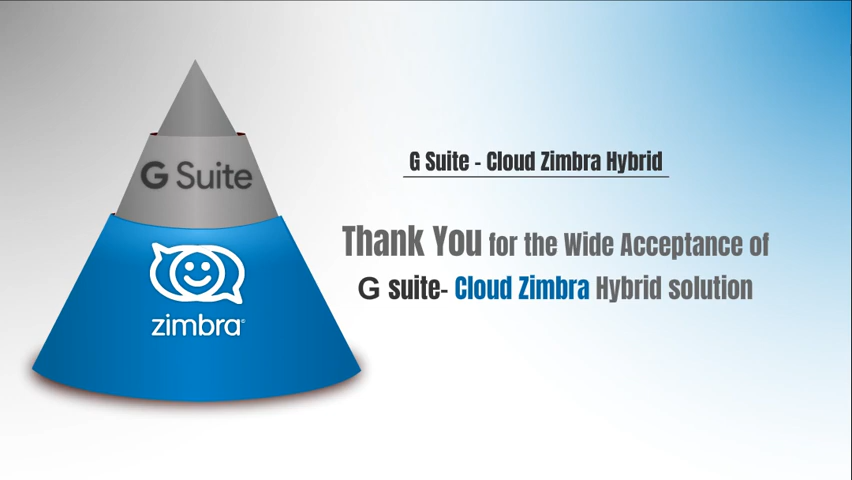 G Suite
zimbra®
G Suite - Cloud Zimbra Hybrid
Thank You for the Wide Acceptance of
G suite- Cloud Zimbra Hybrid solution